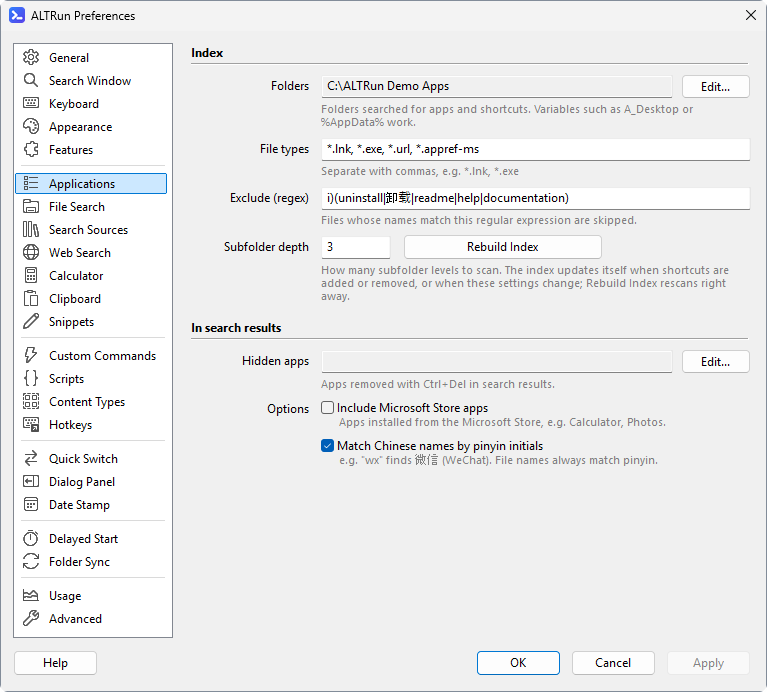 ALTRun Preferences
General
Search Window
Keyboard
Appearance
Features
Applications
File Search
Search Sources
Web Search
Calculator
Clipboard
Snippets
Custom Commands
Scripts
Content Types
Hotkeys
Quick Switch
Dialog Panel
Date Stamp
Delayed Start
Folder Sync
Usage
Advanced
Index
Folders C:\ALTRun Demo Apps Edit...
Folders searched for apps and shortcuts. Variables such as A_Desktop or
%AppData% work.
File types *.lnk, *.exe, *.url, *.appref-ms
Separate with commas, e.g. *.lnk, *.exe
Exclude (regex) i)(uninstall|卸载|readme|help|documentation)
Files whose names match this regular expression are skipped.
Subfolder depth 3 Rebuild Index
How many subfolder levels to scan. The index updates itself when shortcuts are
added or removed, or when these settings change; Rebuild Index rescans right
away.
In search results
Hidden apps Edit...
Apps removed with Ctrl+Del in search results.
Options Include Microsoft Store apps
Apps installed from the Microsoft Store, e.g. Calculator, Photos.
Match Chinese names by pinyin initials
e.g. "wx" finds 微信 (WeChat). File names always match pinyin.
Help OK Cancel Apply